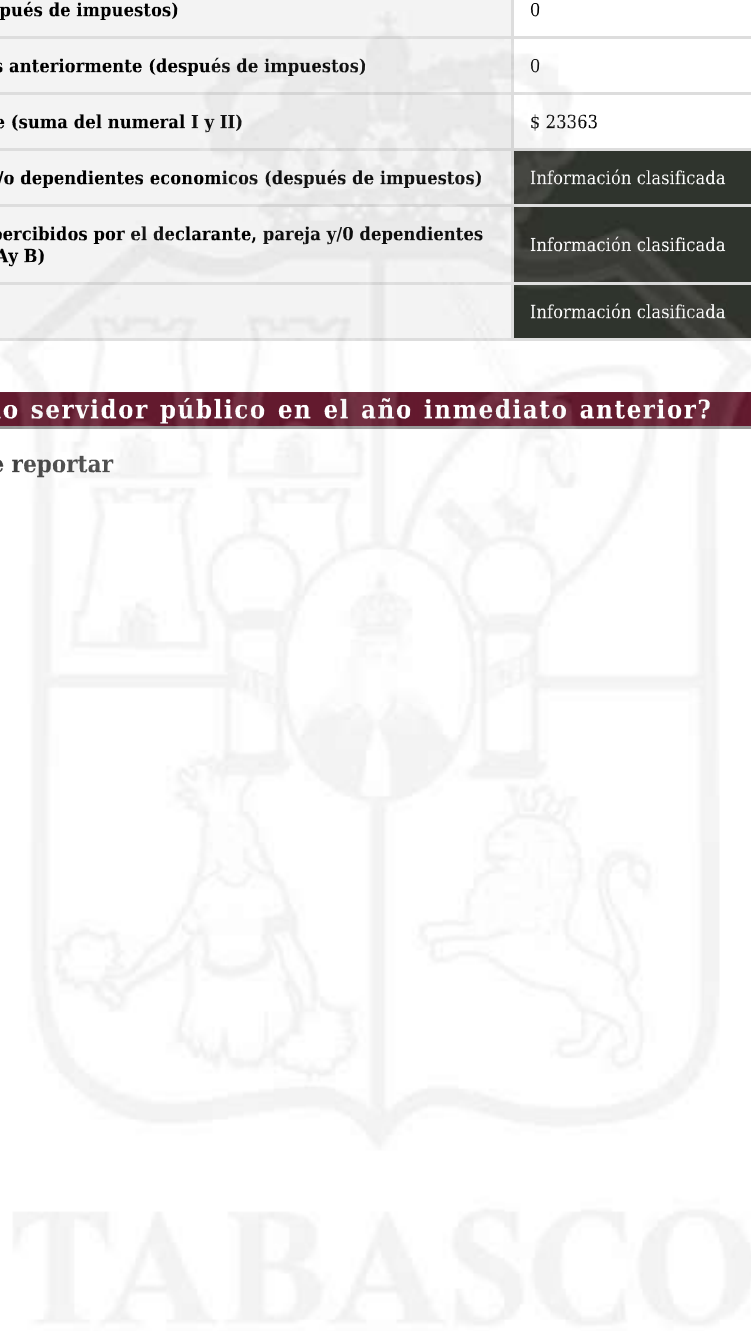 pués de impuestos) 0
s anteriormente (después de impuestos) 0
e (suma del numeral I y II) $ 23363
/o dependientes economicos (después de impuestos) Información clasificada
percibidos por el declarante, pareja y/0 dependientes
Ay B) Información clasificada
Información clasificada
o servidor público en el año inmediato anterior?
e reportar
TABASCO